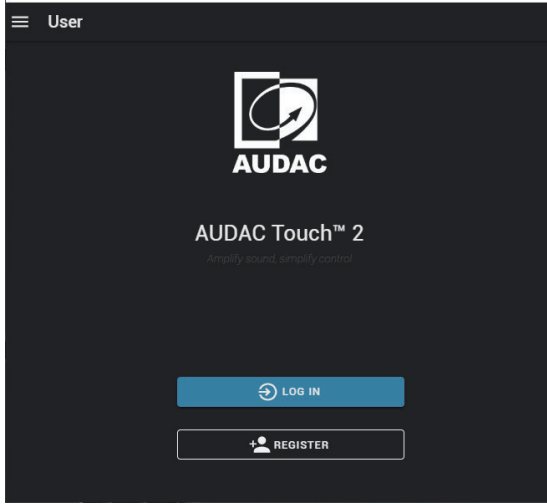 User
AUDAC
AUDAC Touch™ 2
Amplify sound, simplify control
LOG IN
REGISTER